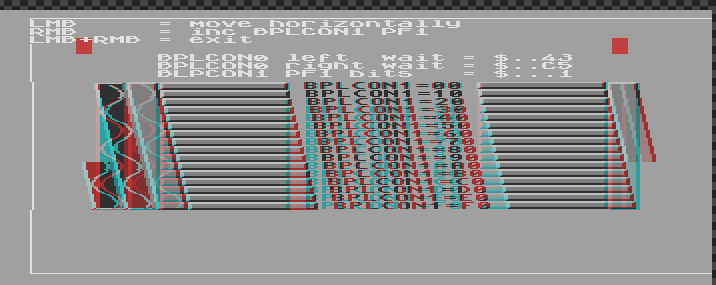 LMB = move horizontally
RMB = inc BPLCON1 PF1
LMB+RMB = exit
BPLCON0 left wait = $..43
BPLCON0 right wait = $..C5
BLPCON1 PF1 bits = $...1
BPLCON1=00
BPLCON1=10
BPLCON1=20
BPLCON1=30
BPLCON1=40
BPLCON1=50
BPLCON1=60
BPLCON1=70
BPLCON1=80
BPLCON1=90
BPLCON1=A0
BPLCON1=B0
BPLCON1=C0
BPLCON1=D0
BPLCON1=E0
BPLCON1=F0